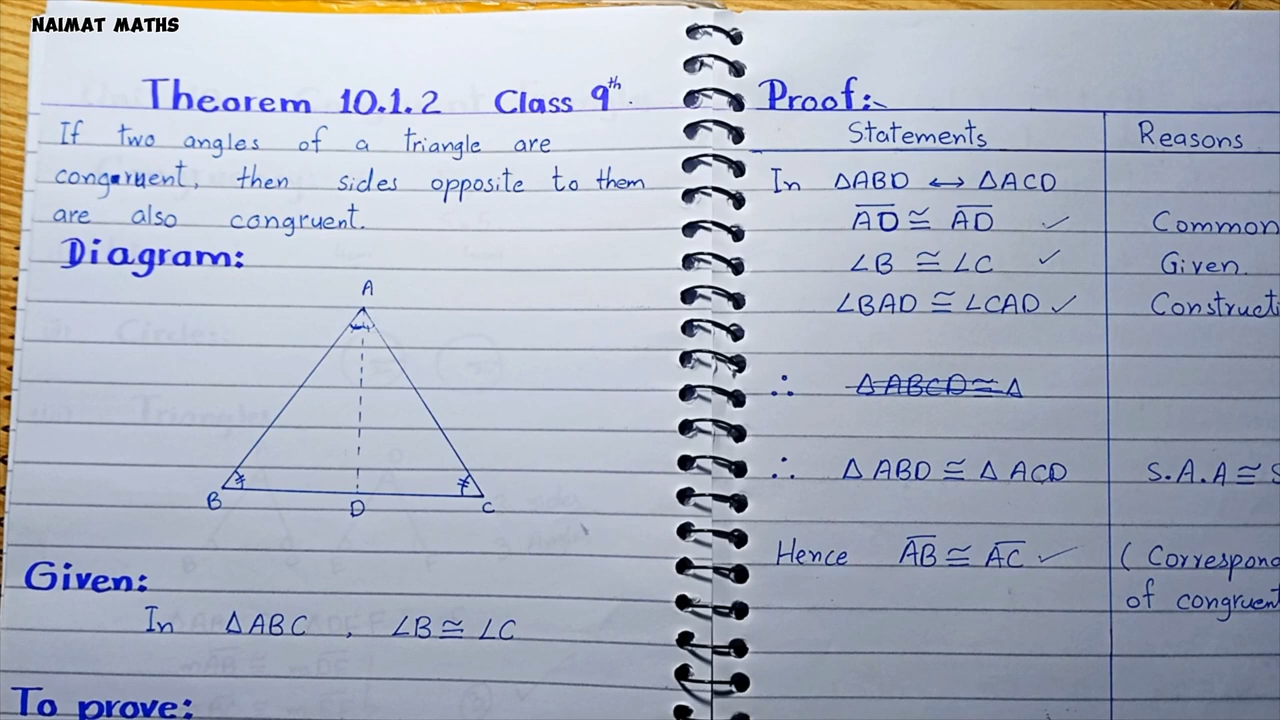 NAIMAT MATHS
Theorem 10.1.2 Class 9th.
If two angles of a triangle are
congruent, then sides opposite to them
are also congruent.
Diagram:
A
B
D
C
Given:
In ΔABC, ∠B ≅ ∠C
To prove:
Proof:-
Statements Reasons
In ΔABD ↔ ΔACD
AD ≅ AD ✓ Common
∠B ≅ ∠C ✓ Given.
∠BAD ≅ ∠CAD ✓ Constructi
∴ ΔABCD ≅ Δ
∴ ΔABD ≅ ΔACD S.A.A ≅ S
Hence AB ≅ AC ✓ (Correspond
of congruent